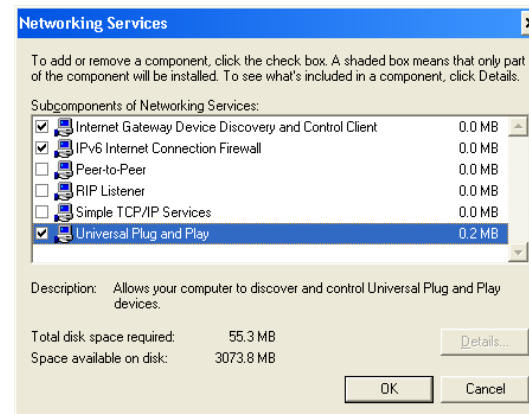 Networking Services
To add or remove a component, click the check box. A shaded box means that only part
of the component will be installed. To see what's included in a component, click Details.
Subcomponents of Networking Services:
Internet Gateway Device Discovery and Control Client 0.0 MB
IPv6 Internet Connection Firewall 0.0 MB
Peer-to-Peer 0.0 MB
RIP Listener 0.0 MB
Simple TCP/IP Services 0.0 MB
Universal Plug and Play 0.2 MB
Description: Allows your computer to discover and control Universal Plug and Play
devices.
Total disk space required: 55.3 MB
Details...
Space available on disk: 3073.8 MB
OK Cancel